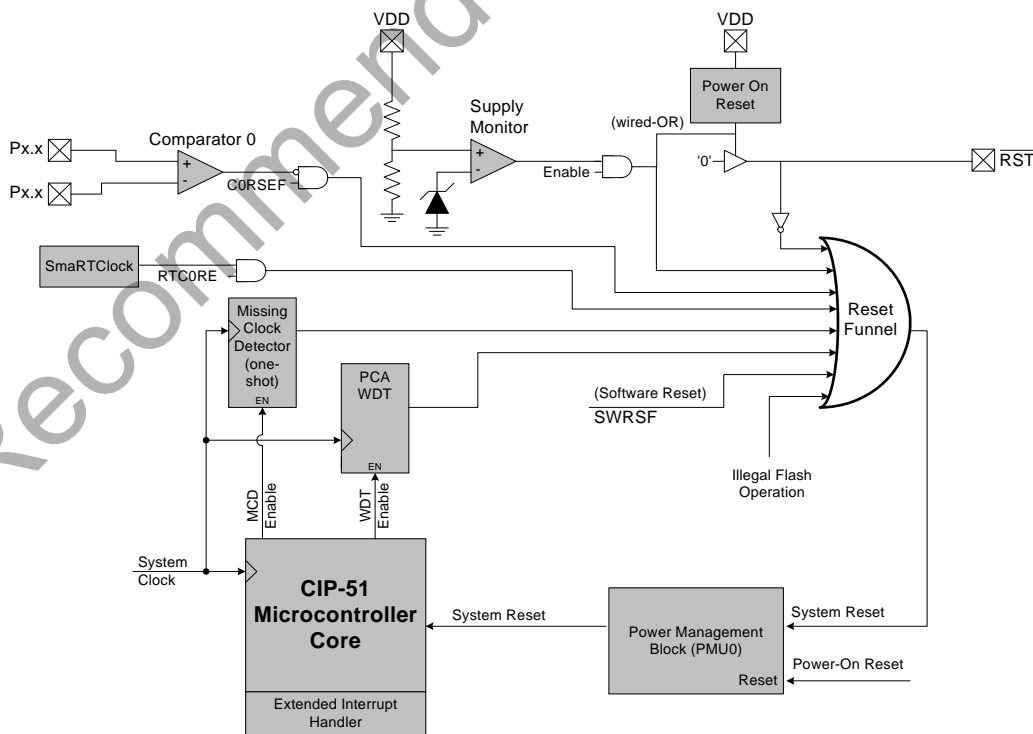 VDD
VDD
Power On
Reset
Supply
Monitor
(wired-OR)
Comparator 0
Px.x
+
-
Px.x
C0RSEF
+
-
Enable
'0'
RST
SmaRTClock
RTC0RE
Missing
Clock
Detector
(one-
shot)
EN
PCA
WDT
EN
Reset
Funnel
(Software Reset)
SWRSF
Illegal Flash
Operation
MCD
Enable
WDT
Enable
System
Clock
CIP-51
Microcontroller
Core
Extended Interrupt
Handler
System Reset
Power Management
Block (PMU0)
Reset
System Reset
Power-On Reset
Recommend